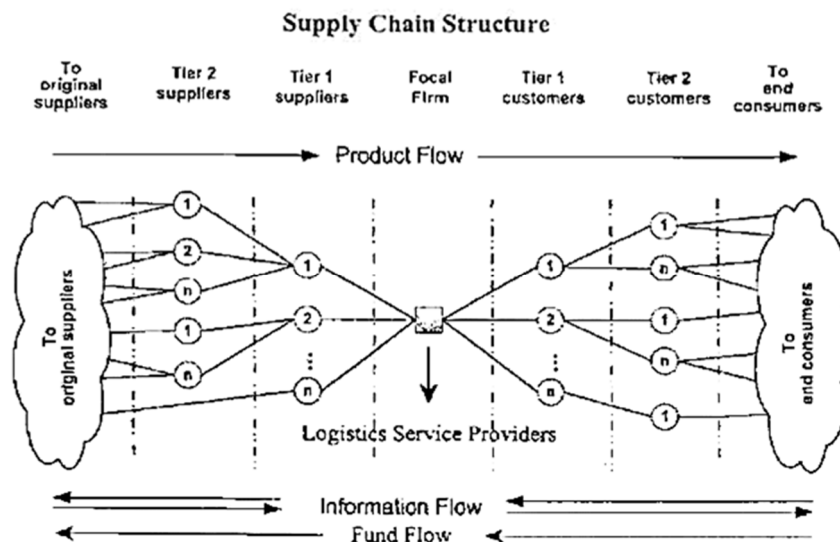 Supply Chain Structure
To
original
suppliers
Tier 2
suppliers
Tier 1
suppliers
Focal
Firm
Tier 1
customers
Tier 2
customers
To
end
consumers
Product Flow
1
2
n
1
n
1
2
n
1
2
n
1
n
1
n
1
To
original suppliers
To
end consumers
Logistics Service Providers
Information Flow
Fund Flow